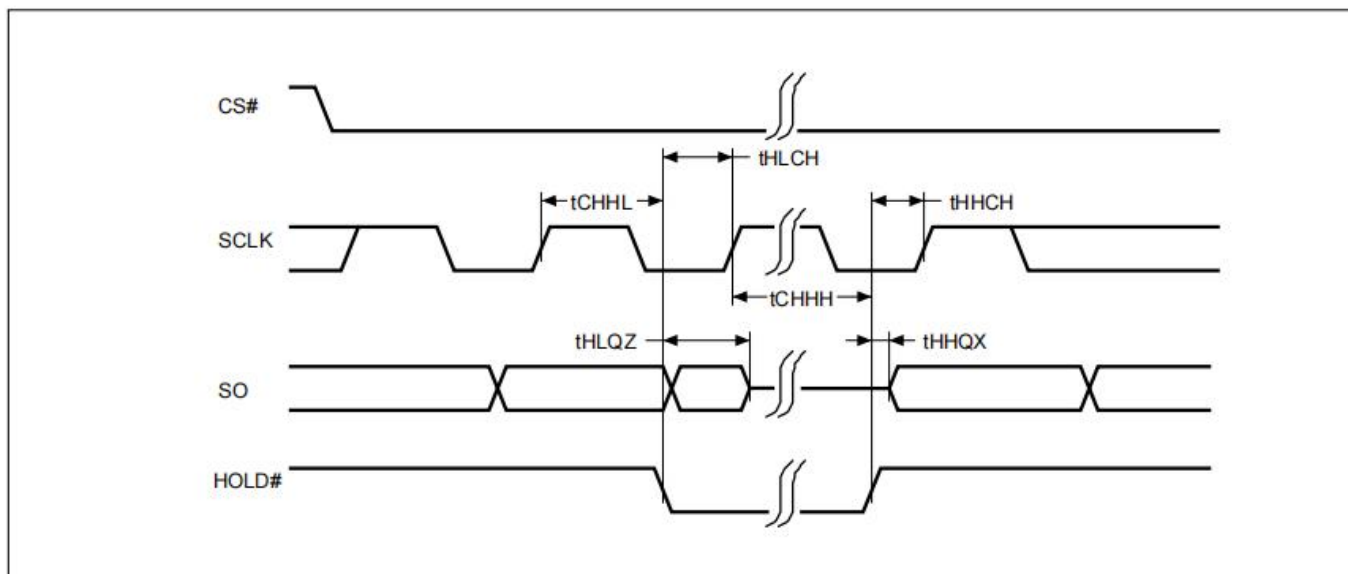 CS#
tHLCH
tCHHL
tHHCH
SCLK
tCHHH
tHLQZ
tHHQX
SO
HOLD#